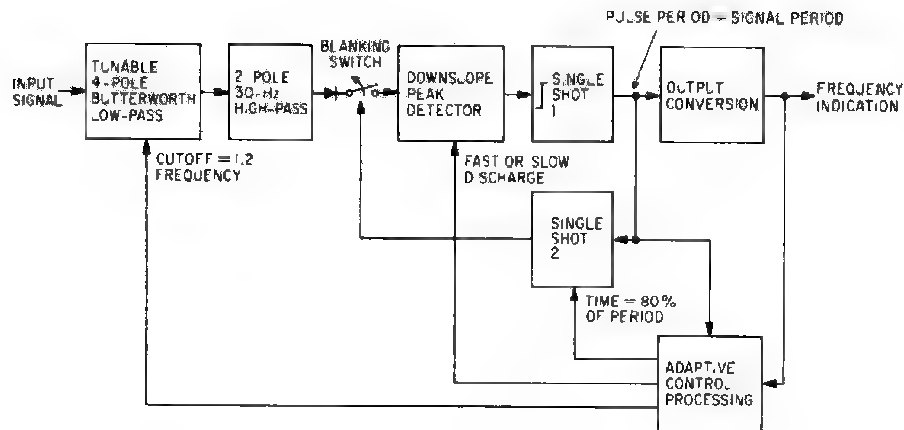 PULSE PERIOD = SIGNAL PERIOD
INPUT
SIGNAL
TUNABLE
4-POLE
BUTTERWORTH
LOW-PASS
2 POLE
30-Hz
HIGH-PASS
BLANKING
SWITCH
DOWNSLOPE
PEAK
DETECTOR
SINGLE
SHOT
1
OUTPUT
CONVERSION
FREQUENCY
INDICATION
CUTOFF = 1.2
FREQUENCY
FAST OR SLOW
DISCHARGE
SINGLE
SHOT
2
TIME = 80%
OF PERIOD
ADAPTIVE
CONTROL
PROCESSING